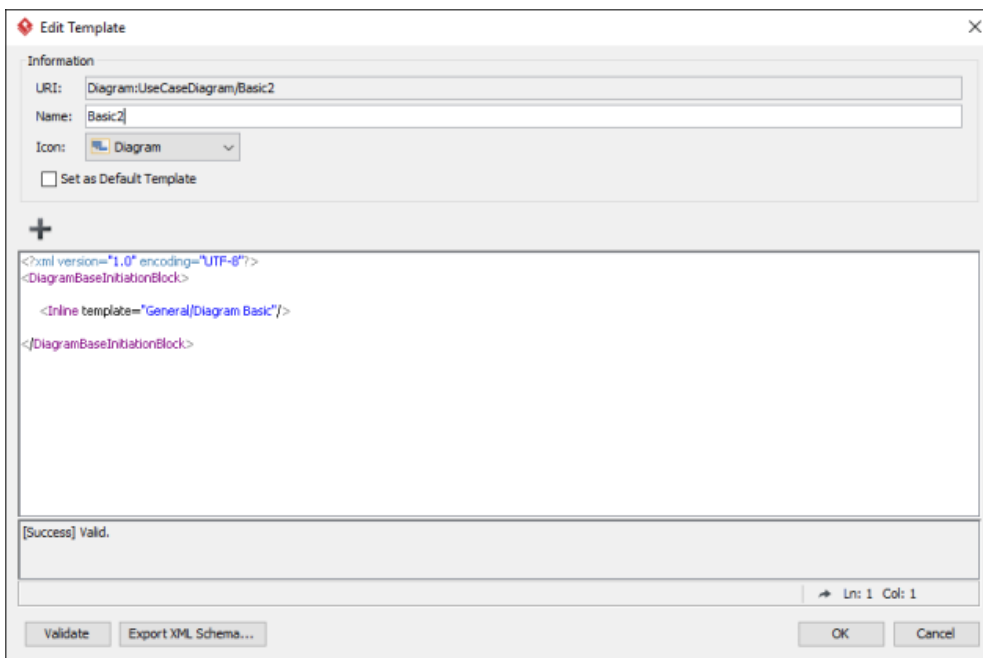 Edit Template
Information
URI: Diagram:UseCaseDiagram/Basic2
Name: Basic2
Icon: Diagram
Set as Default Template
<?xml version="1.0" encoding="UTF-8"?>
<DiagramBaseInitiationBlock>
<Inline template="General/Diagram Basic"/>
</DiagramBaseInitiationBlock>
[Success] Valid.
Ln: 1 Col: 1
Validate Export XML Schema... OK Cancel